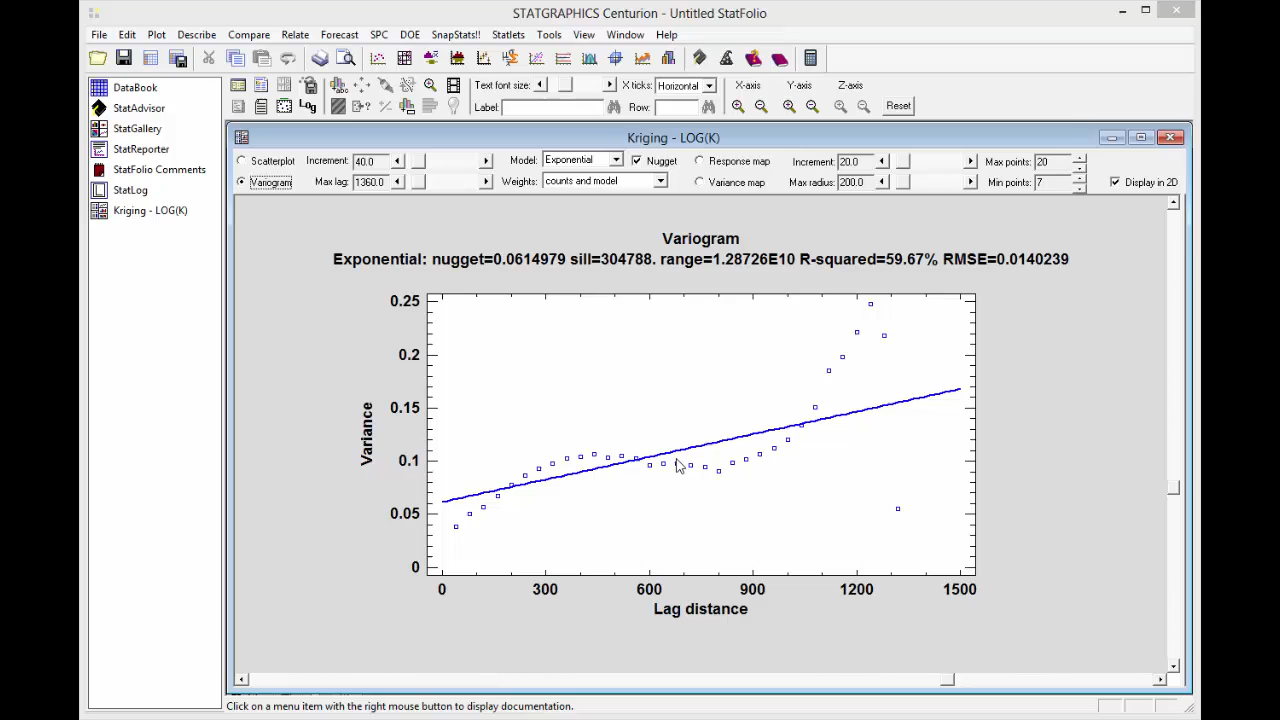 STATGRAPHICS Centurion - Untitled StatFolio
File Edit Plot Describe Compare Relate Forecast SPC DOE SnapStats!! Statlets Tools View Window Help
Log
Text font size: X ticks: Horizontal X-axis Y-axis Z-axis
Label: Row: Reset
DataBook
StatAdvisor
StatGallery
StatReporter
StatFolio Comments
StatLog
Kriging - LOG(K)
Kriging - LOG(K)
Scatterplot Increment: 40.0 Model: Exponential Nugget Response map Increment: 20.0 Max points: 20
Variogram Max lag: 1360.0 Weights: counts and model Variance map Max radius: 200.0 Min points: 7 Display in 2D
Variogram
Exponential: nugget=0.0614979 sill=304788. range=1.28726E10 R-squared=59.67% RMSE=0.0140239
0.25
0.2
0.15
0.1
0.05
0
Variance
0 300 600 900 1200 1500
Lag distance
Click on a menu item with the right mouse button to display documentation.